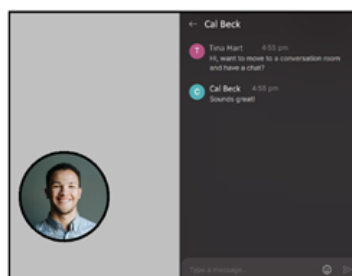 ← Cal Beck
T Tina Mart 4:55 pm
Hi, want to move to a conversation room
and have a chat?
C Cal Beck 4:55 pm
Sounds great!
Type a message